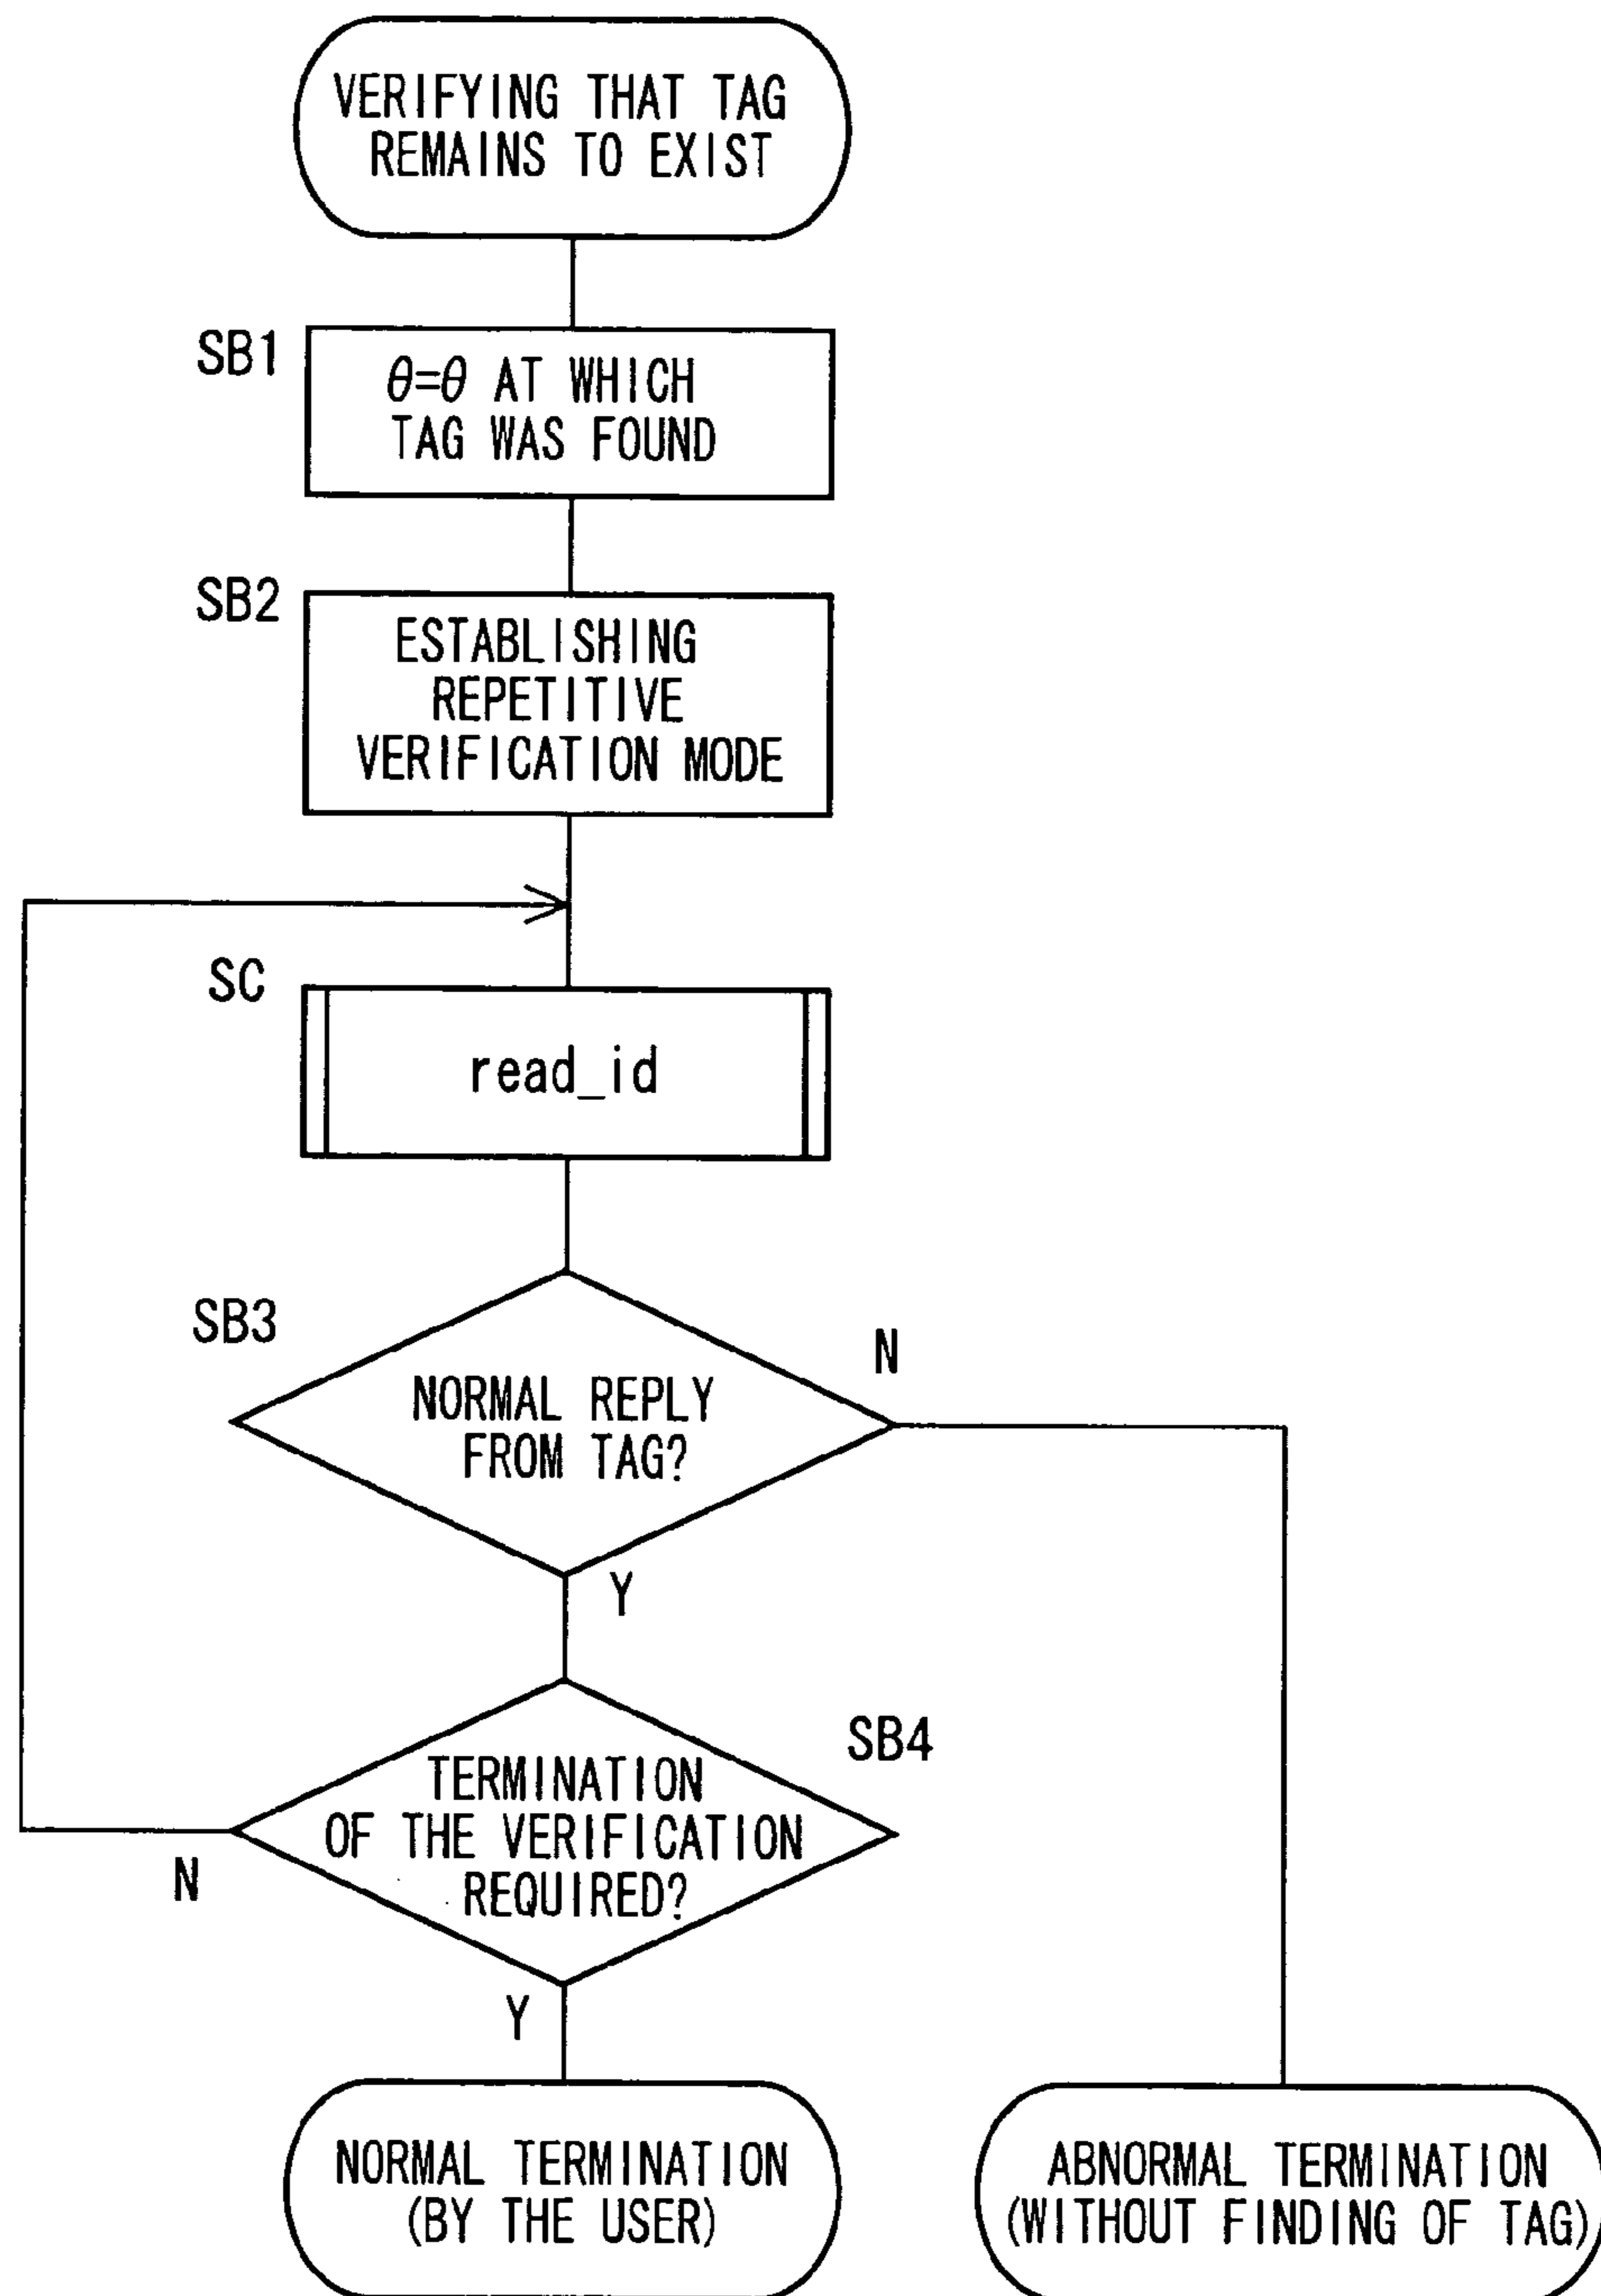 VERIFYING THAT TAG
REMAINS TO EXIST
SB1
θ=θ AT WHICH
TAG WAS FOUND
SB2
ESTABLISHING
REPETITIVE
VERIFICATION MODE
SC
read_id
SB3
NORMAL REPLY
FROM TAG?
N
Y
SB4
TERMINATION
OF THE VERIFICATION
REQUIRED?
N
Y
NORMAL TERMINATION
(BY THE USER)
ABNORMAL TERMINATION
(WITHOUT FINDING OF TAG)